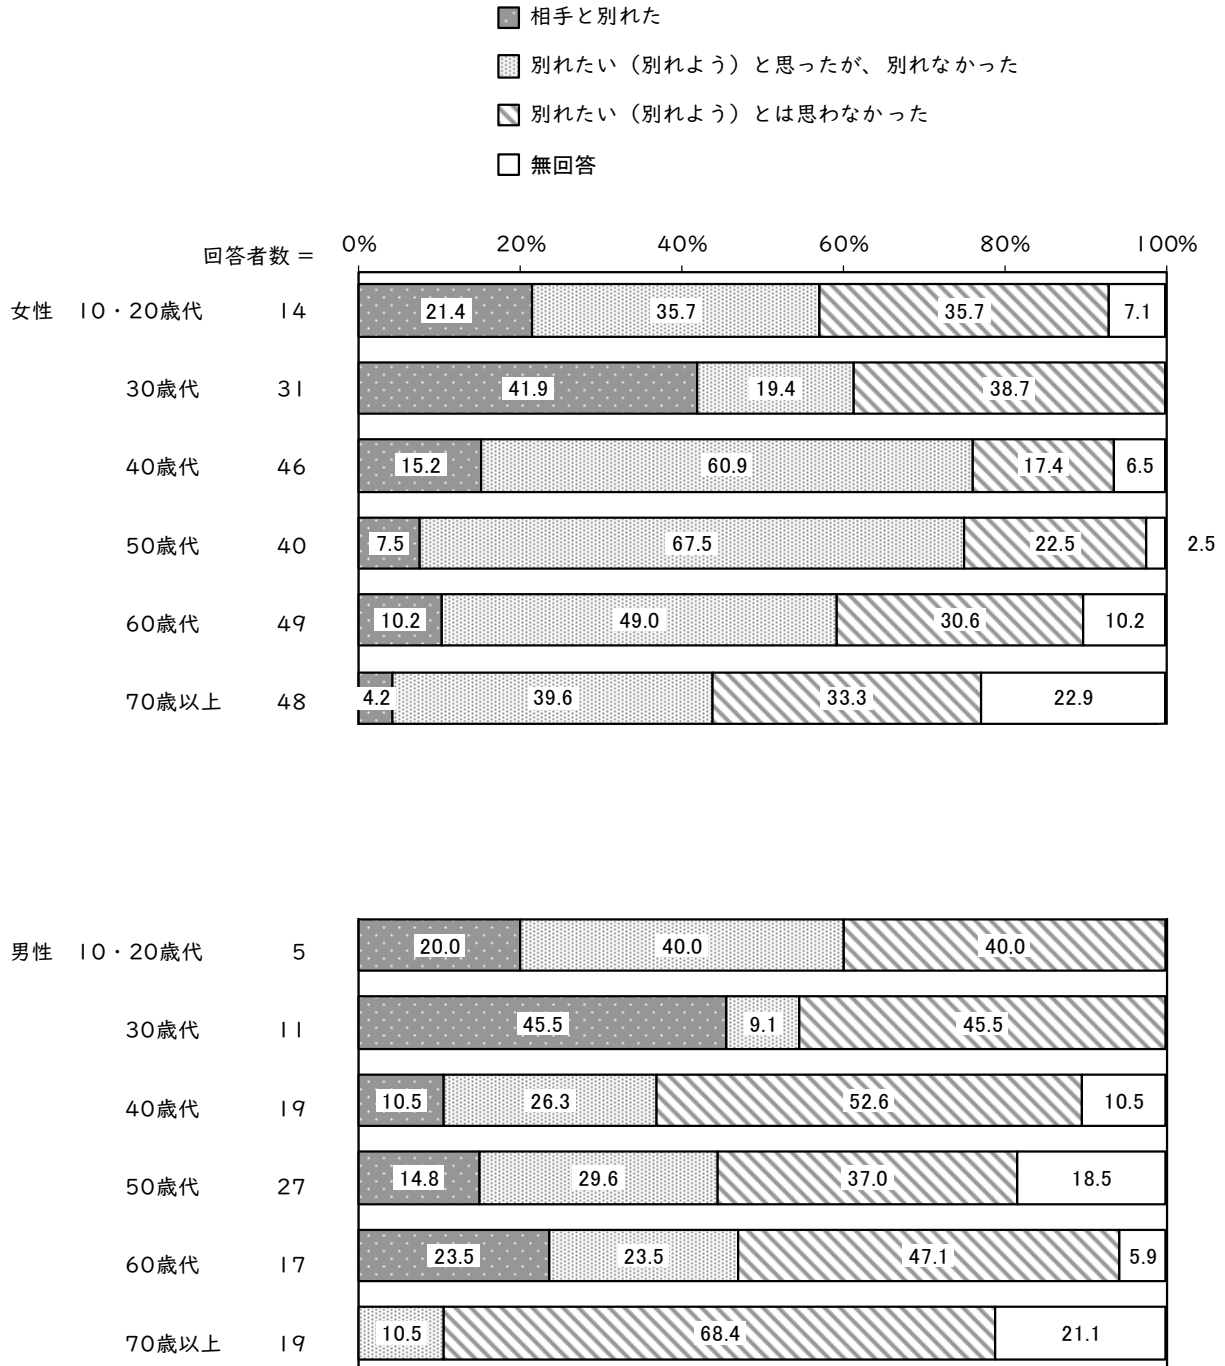 相手と別れた
別れたい（別れよう）と思ったが、別れなかった
別れたい（別れよう）とは思わなかった
無回答
回答者数 = 0% 20% 40% 60% 80% 100%
女性 10・20歳代 14 21.4 35.7 35.7 7.1
30歳代 31 41.9 19.4 38.7
40歳代 46 15.2 60.9 17.4 6.5
50歳代 40 7.5 67.5 22.5 2.5
60歳代 49 10.2 49.0 30.6 10.2
70歳以上 48 4.2 39.6 33.3 22.9
男性 10・20歳代 5 20.0 40.0 40.0
30歳代 11 45.5 9.1 45.5
40歳代 19 10.5 26.3 52.6 10.5
50歳代 27 14.8 29.6 37.0 18.5
60歳代 17 23.5 23.5 47.1 5.9
70歳以上 19 10.5 68.4 21.1